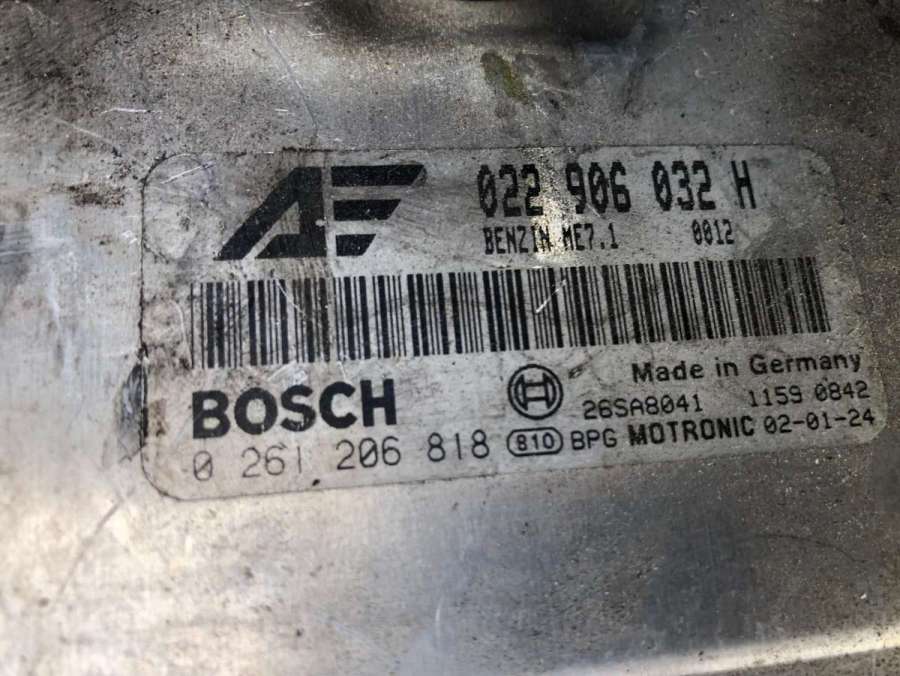 AF 022 906 032 H
BENZIN ME7.1 0012
BOSCH Made in Germany
26SA8041 1159 0842
0 261 206 818 810 BPG MOTRONIC 02-01-24